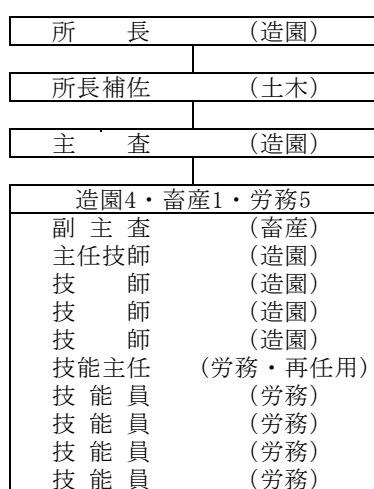 所　　長　（造園）
所長補佐　（土木）
主　　査　（造園）
造園4・畜産1・労務5
副 主 査　（畜産）
主任技師　（造園）
技　　師　（造園）
技　　師　（造園）
技　　師　（造園）
技能主任　（労務・再任用）
技 能 員　（労務）
技 能 員　（労務）
技 能 員　（労務）
技 能 員　（労務）